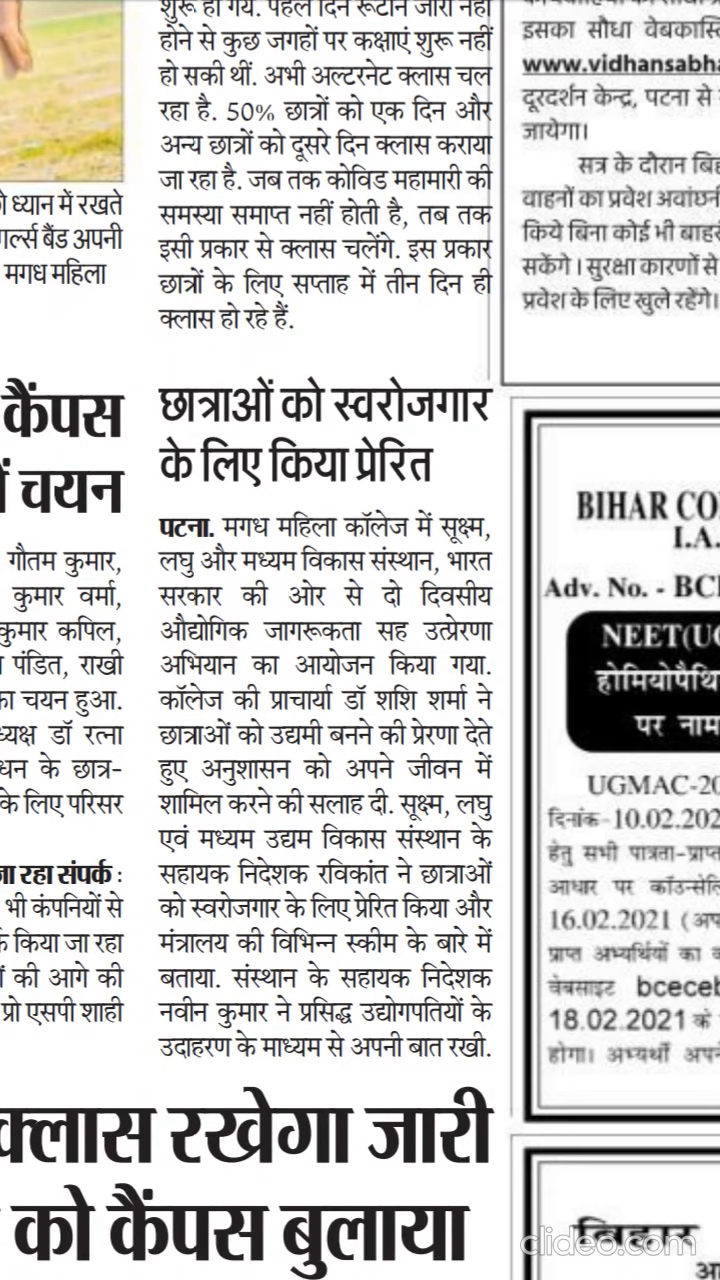 शुरू हो गये. पहले दिन रूटीन जारी नहीं
होने से कुछ जगहों पर कक्षाएं शुरू नहीं
हो सकी थीं. अभी अल्टरनेट क्लास चल
रहा है. 50% छात्रों को एक दिन और
अन्य छात्रों को दूसरे दिन क्लास कराया
जा रहा है. जब तक कोविड महामारी की
समस्या समाप्त नहीं होती है, तब तक
इसी प्रकार से क्लास चलेंगे. इस प्रकार
छात्रों के लिए सप्ताह में तीन दिन ही
क्लास हो रहे हैं.
ध्यान में रखते
गर्ल्स बैंड अपनी
मगध महिला
कैंपस
चयन
गौतम कुमार,
कुमार वर्मा,
कुमार कपिल,
पंडित, राखी
का चयन हुआ.
डॉ रत्ना
के छात्र-
के लिए परिसर
जा रहा संपर्क :
भी कंपनियों से
किया जा रहा
की आगे की
प्रो एसपी शाही
छात्राओं को स्वरोजगार
के लिए किया प्रेरित
पटना. मगध महिला कॉलेज में सूक्ष्म,
लघु और मध्यम विकास संस्थान, भारत
सरकार की ओर से दो दिवसीय
औद्योगिक जागरूकता सह उत्प्रेरणा
अभियान का आयोजन किया गया.
कॉलेज की प्राचार्या डॉ शशि शर्मा ने
छात्राओं को उद्यमी बनने की प्रेरणा देते
हुए अनुशासन को अपने जीवन में
शामिल करने की सलाह दी. सूक्ष्म, लघु
एवं मध्यम उद्यम विकास संस्थान के
सहायक निदेशक रविकांत ने छात्राओं
को स्वरोजगार के लिए प्रेरित किया और
मंत्रालय की विभिन्न स्कीम के बारे में
बताया. संस्थान के सहायक निदेशक
नवीन कुमार ने प्रसिद्ध उद्योगपतियों के
उदाहरण के माध्यम से अपनी बात रखी.
क्लास रखेगा जारी
को कैंपस बुलाया
इसका सीधा
www.vidhansabha
दूरदर्शन केन्द्र, पटना से
जायेगा।
सत्र के दौरान
वाहनों का प्रवेश
किये बिना कोई भी
सकेंगे। सुरक्षा कारणों से
प्रवेश के लिए खुले रहेंगे।
BIHAR CO
I.A.
Adv. No. - BCE
NEET(UG
होमियोपैथि
पर नाम
UGMAC-20
दिनांक-10.02.202
हेतु सभी पात्रता-प्राप्त
आधार पर
16.02.2021
प्राप्त अभ्यर्थियों का
वेबसाइट bceceb
18.02.2021 के
होगा। अभ्यर्थी अपने
बिहार
clideo.com